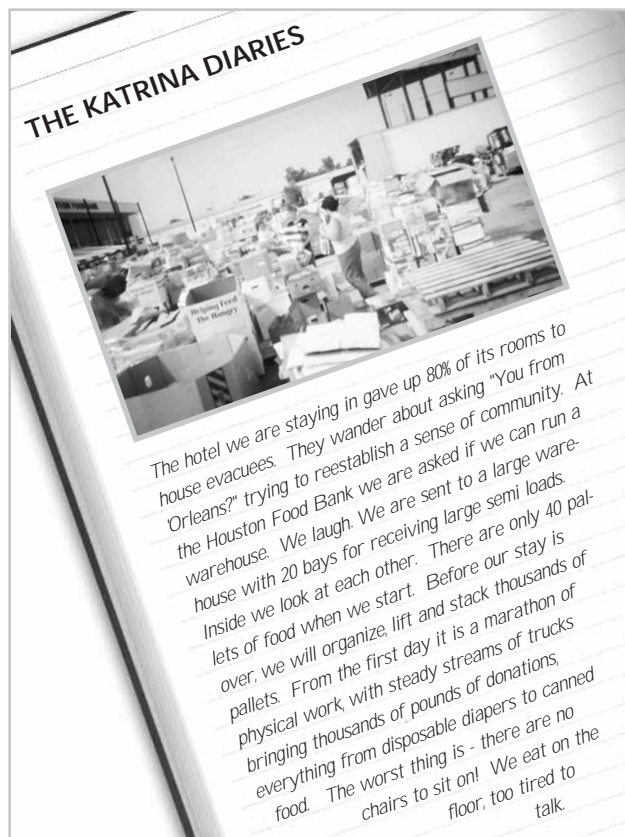 THE KATRINA DIARIES
Helping Feed
The Hungry
The hotel we are staying in gave up 80% of its rooms to
house evacuees. They wander about asking "You from
'Orleans?" trying to reestablish a sense of community. At
the Houston Food Bank we are asked if we can run a
warehouse. We laugh. We are sent to a large ware-
house with 20 bays for receiving large semi loads.
Inside we look at each other. There are only 40 pal-
lets of food when we start. Before our stay is
over, we will organize, lift and stack thousands of
pallets. From the first day it is a marathon of
physical work, with steady streams of trucks
bringing thousands of pounds of donations,
everything from disposable diapers to canned
food. The worst thing is - there are no
chairs to sit on! We eat on the
floor, too tired to
talk.